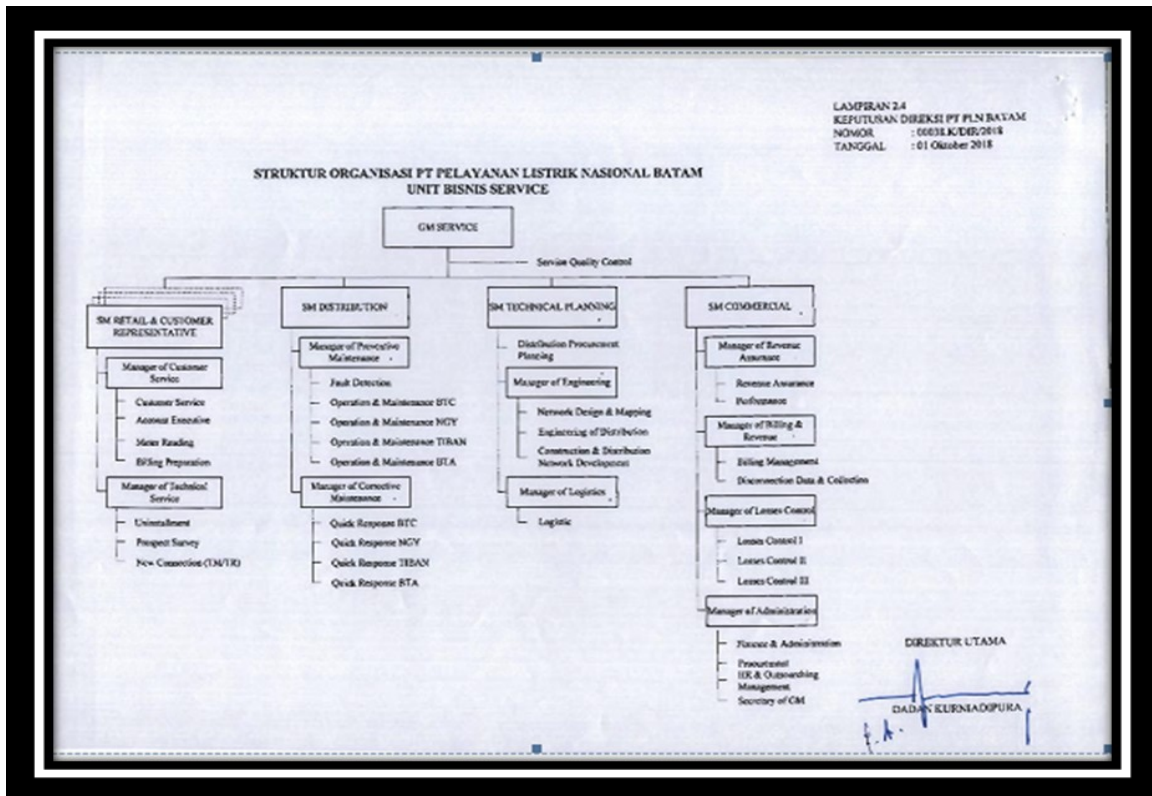 LAMPIRAN 2.4
KEPUTUSAN DIREKSI PT PLN BATAM
NOMOR : 0003LK/DIR/2018
TANGGAL : 01 Oktober 2018
STRUKTUR ORGANISASI PT PELAYANAN LISTRIK NASIONAL BATAM
UNIT BISNIS SERVICE
GM SERVICE
Service Quality Control
SM RETAIL & CUSTOMER
REPRESENTATIVE
Manager of Customer
Service
Customer Service
Account Executive
Meter Reading
Billing Preparation
Manager of Technical
Service
Uninstallment
Prospect Survey
New Connection (TM/TR)
SM DISTRIBUTION
Manager of Preventive
Maintenance
Fault Detection
Operation & Maintenance BTC
Operation & Maintenance NGY
Operation & Maintenance TIBAN
Operation & Maintenance BTA
Manager of Corrective
Maintenance
Quick Response BTC
Quick Response NGY
Quick Response TIBAN
Quick Response BTA
SM TECHNICAL PLANNING
Distribution Procurement
Planning
Manager of Engineering
Network Design & Mapping
Engineering of Distribution
Construction & Distribution
Network Development
Manager of Logistics
Logistic
SM COMMERCIAL
Manager of Revenue
Assurance
Revenue Assurance
Performance
Manager of Billing &
Revenue
Billing Management
Disconnection Data & Collection
Manager of Losses Control
Losses Control I
Losses Control II
Losses Control III
Manager of Administration
Finance & Administration
Procurement
HR & Outsourching
Management
Secretary of GM
DIREKTUR UTAMA
DADAN KURNIADIPURA